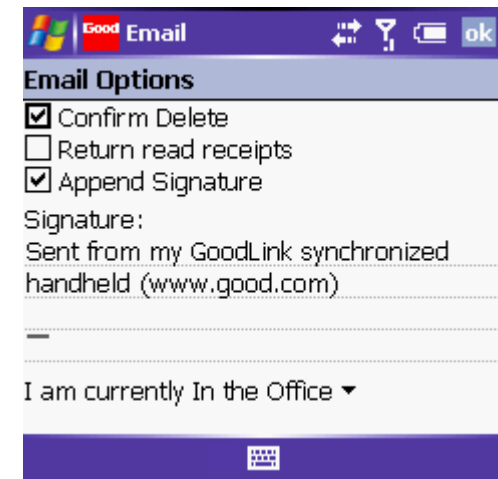 Good Email ok
Email Options
Confirm Delete
Return read receipts
Append Signature
Signature:
Sent from my GoodLink synchronized
handheld (www.good.com)
I am currently In the Office